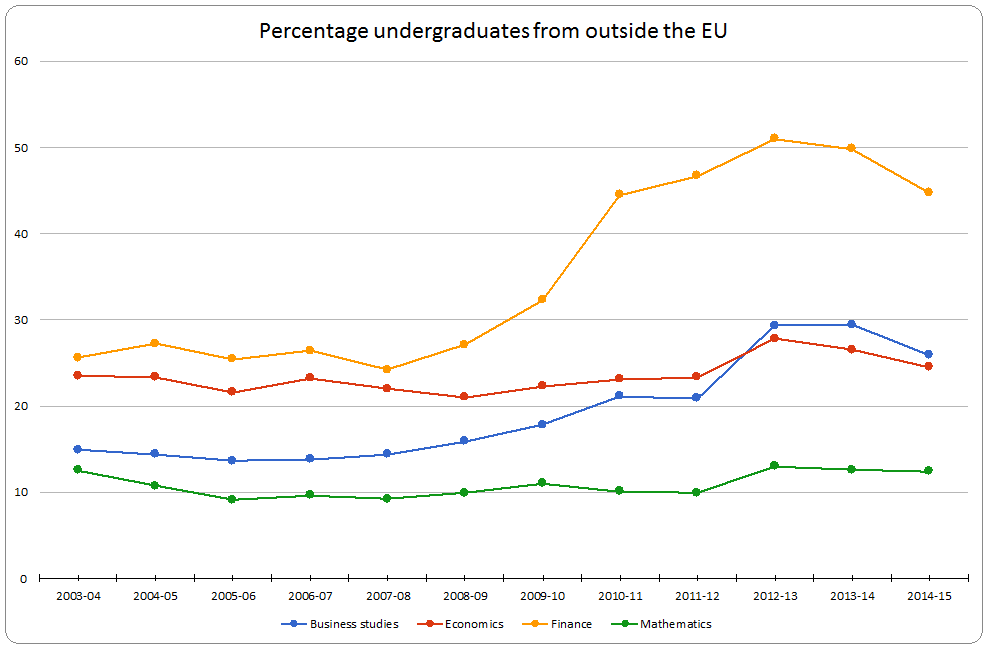 Percentage undergraduates from outside the EU
60
50
40
30
20
10
0
2003-04 2004-05 2005-06 2006-07 2007-08 2008-09 2009-10 2010-11 2011-12 2012-13 2013-14 2014-15
Business studies Economics Finance Mathematics